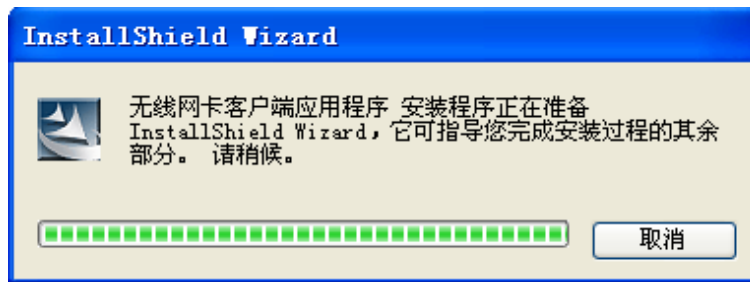 InstallShield Wizard
无线网卡客户端应用程序 安装程序正在准备
InstallShield Wizard，它可指导您完成安装过程的其余
部分。 请稍候。
取消